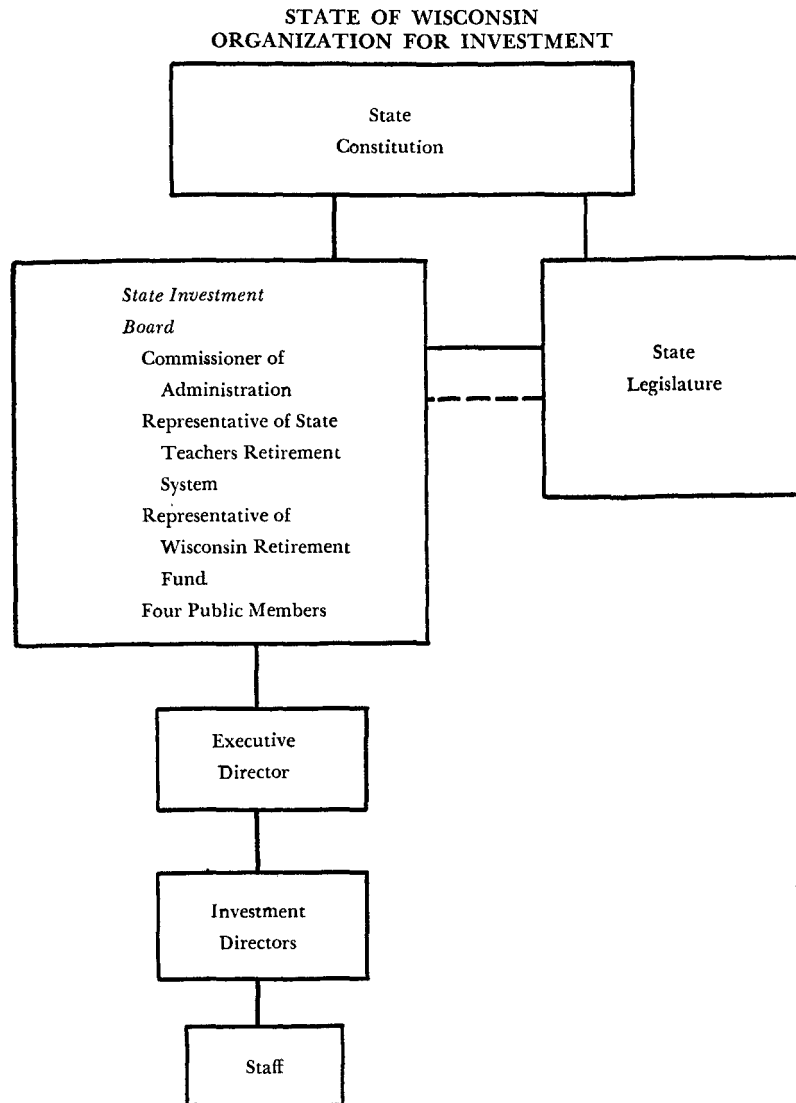 STATE OF WISCONSIN
ORGANIZATION FOR INVESTMENT
State
Constitution
State Investment
Board
Commissioner of
Administration
Representative of State
Teachers Retirement
System
Representative of
Wisconsin Retirement
Fund
Four Public Members
State
Legislature
Executive
Director
Investment
Directors
Staff